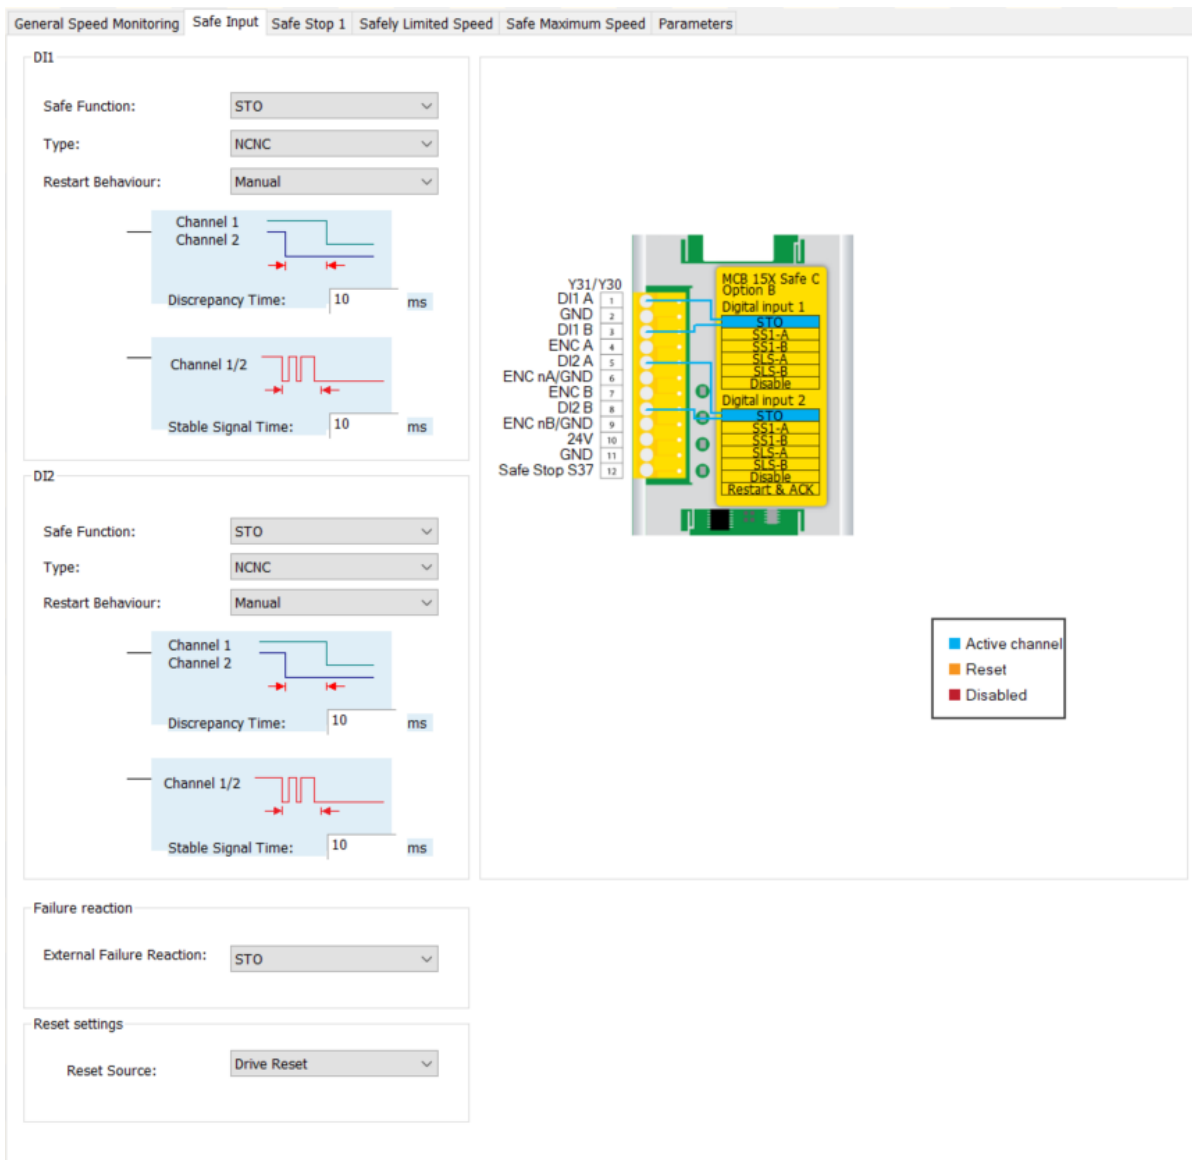 General Speed Monitoring Safe Input Safe Stop 1 Safely Limited Speed Safe Maximum Speed Parameters
DI1
Safe Function: STO
Type: NCNC
Restart Behaviour: Manual
Channel 1
Channel 2
Discrepancy Time: 10 ms
Channel 1/2
Stable Signal Time: 10 ms
DI2
Safe Function: STO
Type: NCNC
Restart Behaviour: Manual
Channel 1
Channel 2
Discrepancy Time: 10 ms
Channel 1/2
Stable Signal Time: 10 ms
Failure reaction
External Failure Reaction: STO
Reset settings
Reset Source: Drive Reset
Y31/Y30
DI1 A 1
GND 2
DI1 B 3
ENC A 4
DI2 A 5
ENC nA/GND 6
ENC B 7
DI2 B 8
ENC nB/GND 9
24V 10
GND 11
Safe Stop S37 12
MCB 15X Safe C
Option B
Digital input 1
STO
SS1-A
SS1-B
SLS-A
SLS-B
Disable
Digital input 2
STO
SS1-A
SS1-B
SLS-A
SLS-B
Disable
Restart & ACK
Active channel
Reset
Disabled